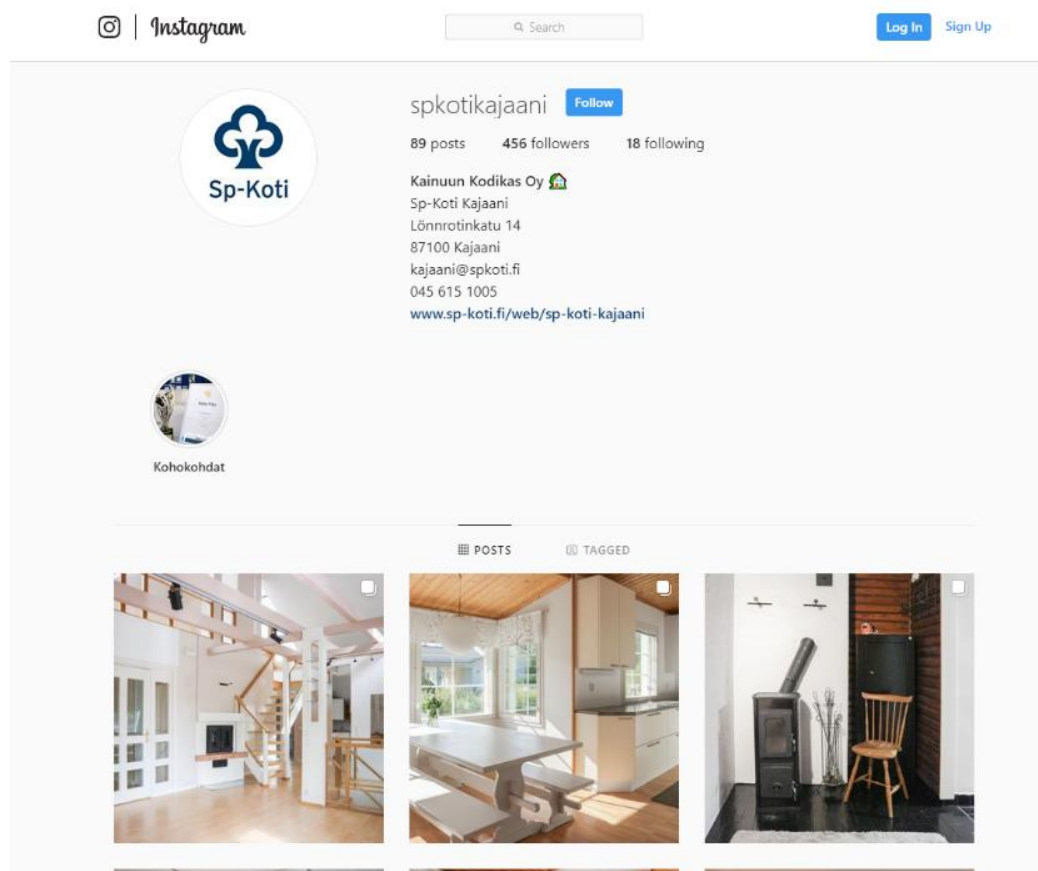 Instagram
Search
Log In
Sign Up
Sp-Koti
spkotikajaani
Follow
89 posts 456 followers 18 following
Kainuun Kodikas Oy
Sp-Koti Kajaani
Lönnrotinkatu 14
87100 Kajaani
kajaani@spkoti.fi
045 615 1005
www.sp-koti.fi/web/sp-koti-kajaani
Kohokohdat
POSTS
TAGGED